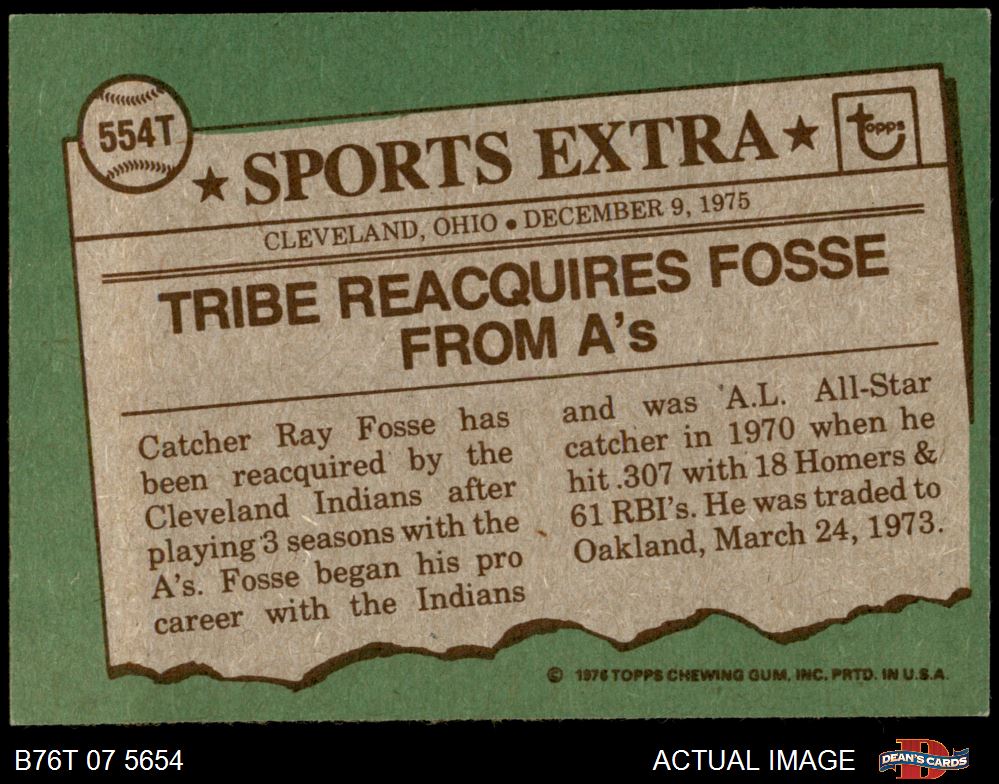 554T
★ SPORTS EXTRA ★
Topps
CLEVELAND, OHIO • DECEMBER 9, 1975
TRIBE REACQUIRES FOSSE
FROM A's
Catcher Ray Fosse has
been reacquired by the
Cleveland Indians after
playing 3 seasons with the
A's. Fosse began his pro
career with the Indians
and was A.L. All-Star
catcher in 1970 when he
hit .307 with 18 Homers &
61 RBI's. He was traded to
Oakland, March 24, 1973.
© 1976 TOPPS CHEWING GUM, INC. PRTD. IN U.S.A.
B76T 07 5654
ACTUAL IMAGE
D
DEAN'S CARDS